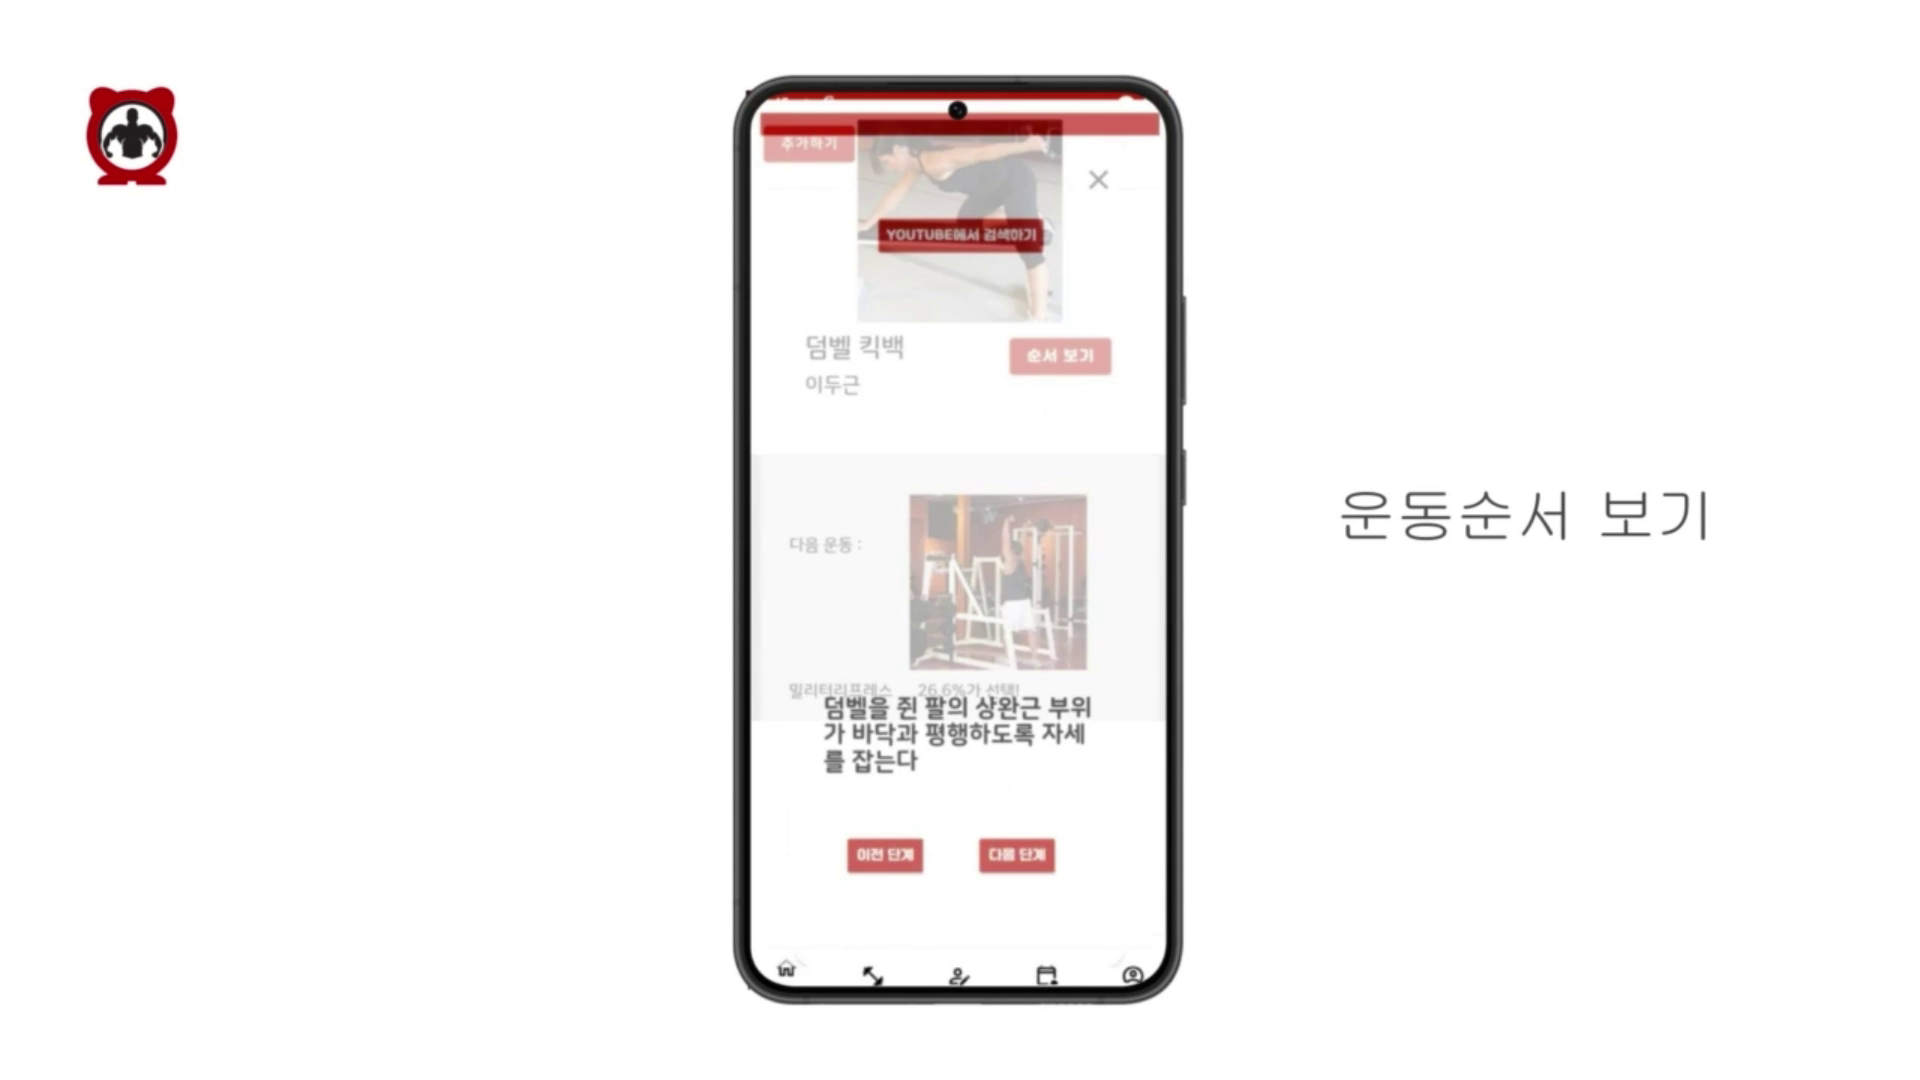 추가하기
YOUTUBE에서 검색하기
덤벨 킥백
순서 보기
이두근
다음 운동 :
밀리터리프레스 26.6%가 선택!
덤벨을 쥔 팔의 상완근 부위
가 바닥과 평행하도록 자세
를 잡는다
이전 단계
다음 단계
운동순서 보기